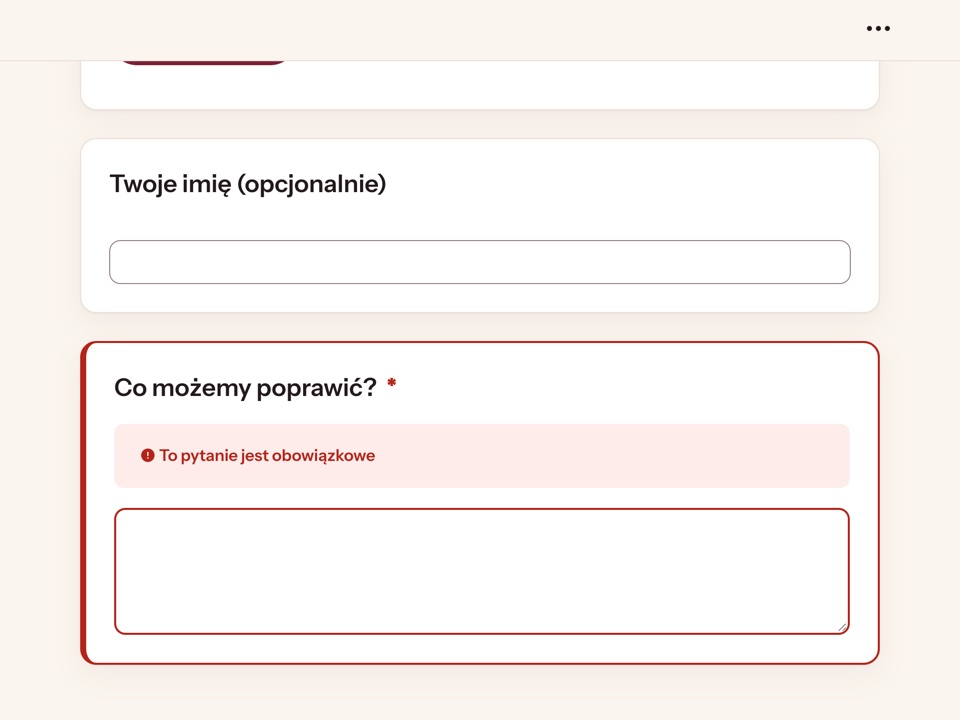 Twoje imię (opcjonalnie)
Co możemy poprawić? *
To pytanie jest obowiązkowe